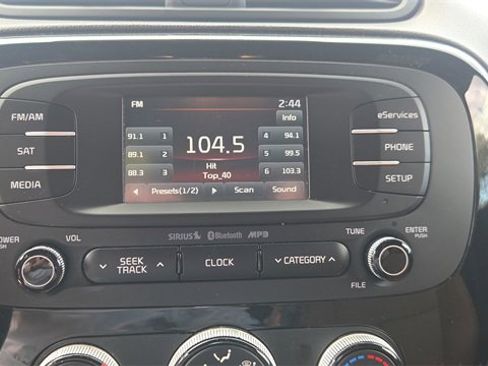 FM 2:44
Info
91.1 1 104.5 4 94.1
89.1 2 5 99.5
88.3 3 Hit 6 103.3
Top_40
Presets(1/2) Scan Sound
FM/AM
SAT
MEDIA
eServices
PHONE
SETUP
SIRIUS Bluetooth MP3
POWER
PUSH
VOL
SEEK
TRACK
CLOCK
CATEGORY
TUNE
FILE
ENTER
PUSH